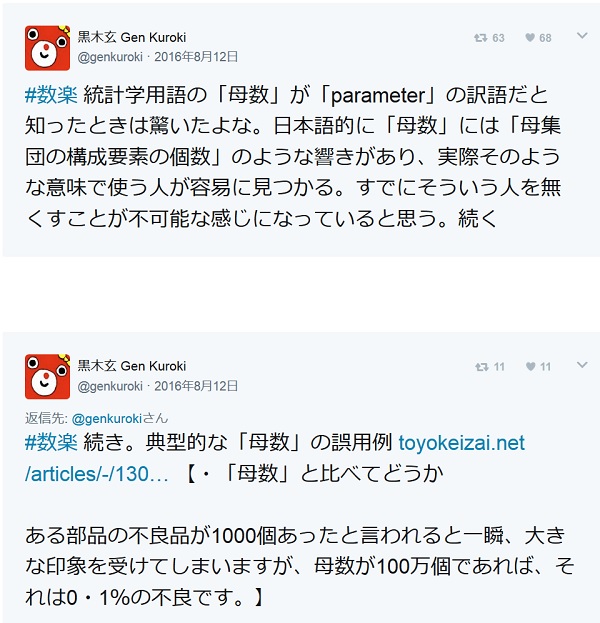 黒木玄 Gen Kuroki
63 68
@genkuroki · 2016年8月12日
#数楽 統計学用語の「母数」が「parameter」の訳語だと
知ったときは驚いたよな。日本語的に「母数」には「母集
団の構成要素の個数」のような響きがあり、実際そのよう
な意味で使う人が容易に見つかる。すでにそういう人を無
くすことが不可能な感じになっていると思う。続く
黒木玄 Gen Kuroki
11 11
@genkuroki · 2016年8月12日
返信先: @genkurokiさん
#数楽 続き。典型的な「母数」の誤用例 toyokeizai.net
/articles/-/130… 【・「母数」と比べてどうか
ある部品の不良品が1000個あったと言われると一瞬、大き
な印象を受けてしまいますが、母数が100万個であれば、そ
れは0・1%の不良です。】